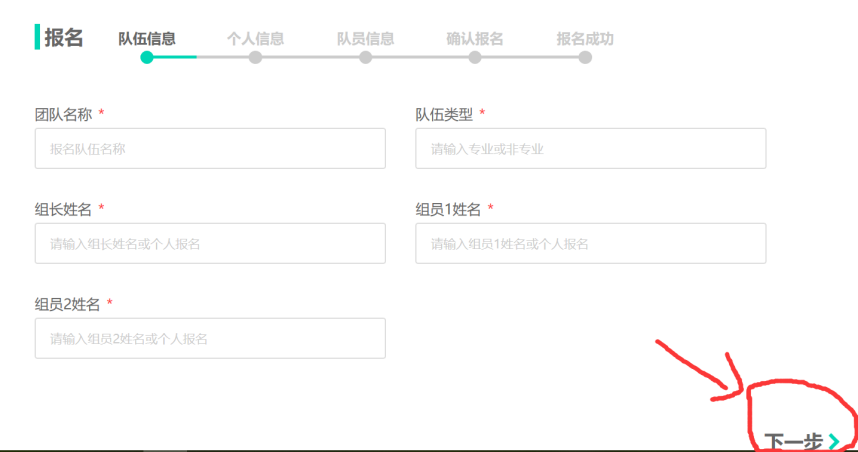 报名 队伍信息 个人信息 队员信息 确认报名 报名成功
团队名称 * 队伍类型 *
报名队伍名称 请输入专业或非专业
组长姓名 * 组员1姓名 *
请输入组长姓名或个人报名 请输入组员1姓名或个人报名
组员2姓名 *
请输入组员2姓名或个人报名
下一步